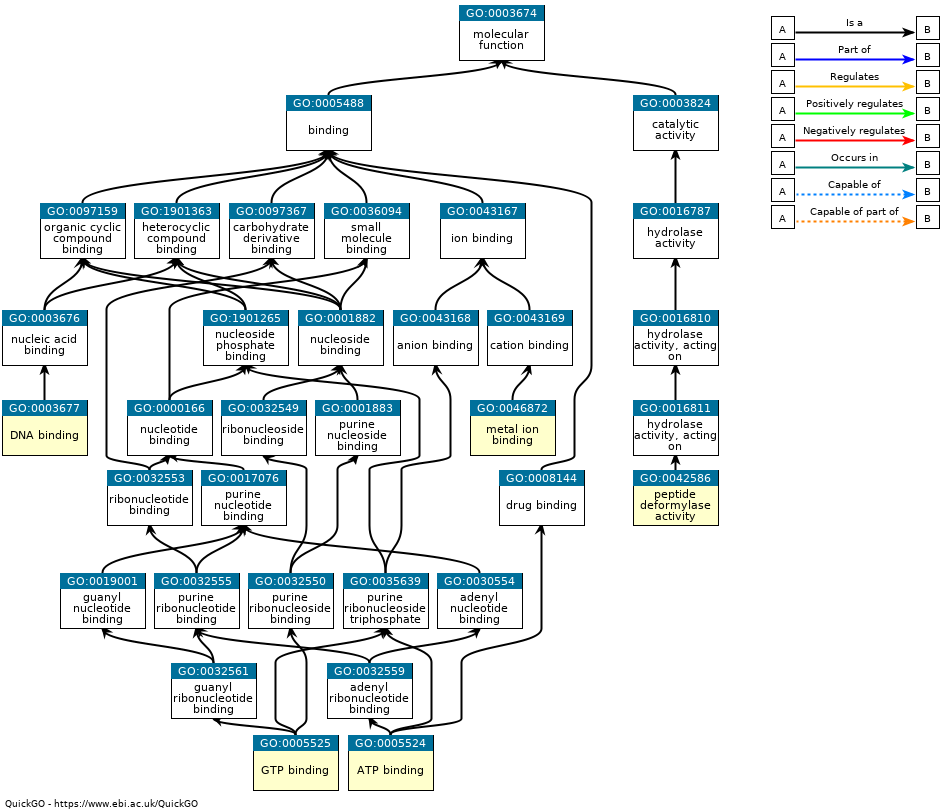 GO:0003674
molecular
function
A
Is a
B
A
Part of
B
A
Regulates
B
A
Positively regulates
B
A
Negatively regulates
B
A
Occurs in
B
A
Capable of
B
A
Capable of part of
B
GO:0005488
binding
GO:0003824
catalytic
activity
GO:0097159
organic cyclic
compound
binding
GO:1901363
heterocyclic
compound
binding
GO:0097367
carbohydrate
derivative
binding
GO:0036094
small
molecule
binding
GO:0043167
ion binding
GO:0016787
hydrolase
activity
GO:0003676
nucleic acid
binding
GO:1901265
nucleoside
phosphate
binding
GO:0001882
nucleoside
binding
GO:0043168
anion binding
GO:0043169
cation binding
GO:0016810
hydrolase
activity, acting
on
GO:0003677
DNA binding
GO:0000166
nucleotide
binding
GO:0032549
ribonucleoside
binding
GO:0001883
purine
nucleoside
binding
GO:0046872
metal ion
binding
GO:0016811
hydrolase
activity, acting
on
GO:0032553
ribonucleotide
binding
GO:0017076
purine
nucleotide
binding
GO:0008144
drug binding
GO:0042586
peptide
deformylase
activity
GO:0019001
guanyl
nucleotide
binding
GO:0032555
purine
ribonucleotide
binding
GO:0032550
purine
ribonucleoside
binding
GO:0035639
purine
ribonucleoside
triphosphate
GO:0030554
adenyl
nucleotide
binding
GO:0032561
guanyl
ribonucleotide
binding
GO:0032559
adenyl
ribonucleotide
binding
GO:0005525
GTP binding
GO:0005524
ATP binding
QuickGO - https://www.ebi.ac.uk/QuickGO